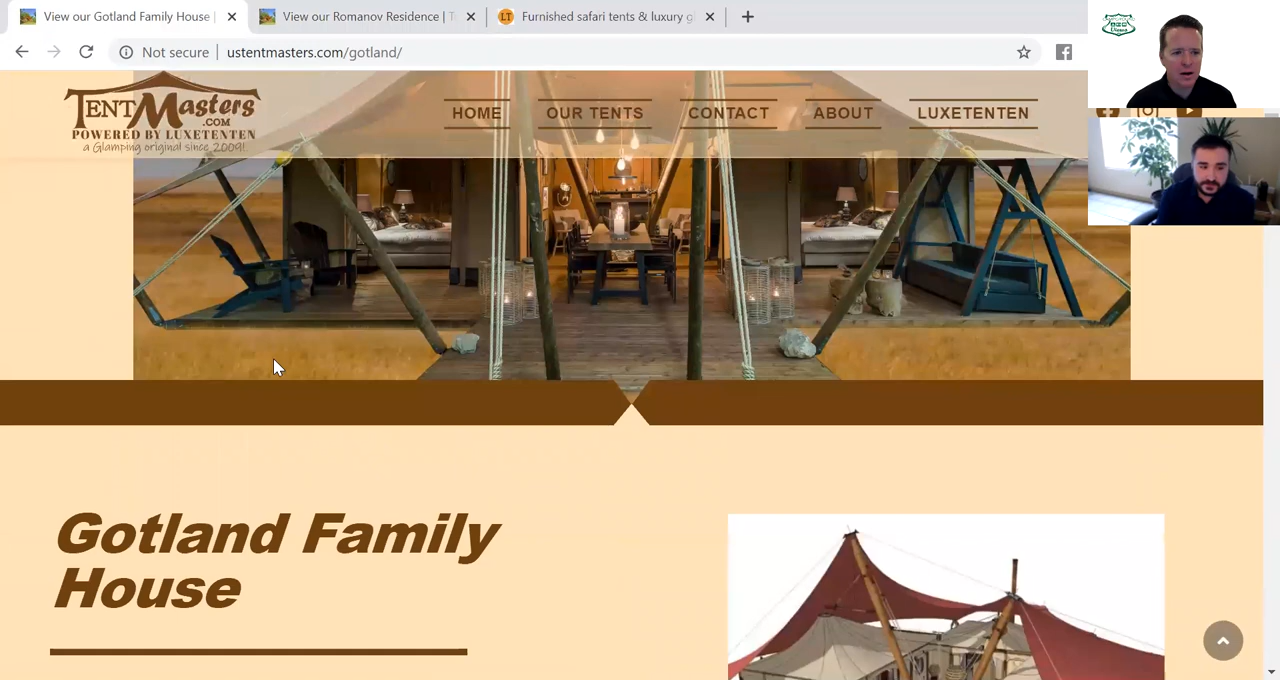 View our Gotland Family House |
View our Romanov Residence | T
LT
Furnished safari tents & luxury g
Not secure
ustentmasters.com/gotland/
TentMasters
.COM
POWERED BY LUXETENTEN
a Glamping original since 2009!
HOME
OUR TENTS
CONTACT
ABOUT
LUXETENTEN
Gotland Family
House